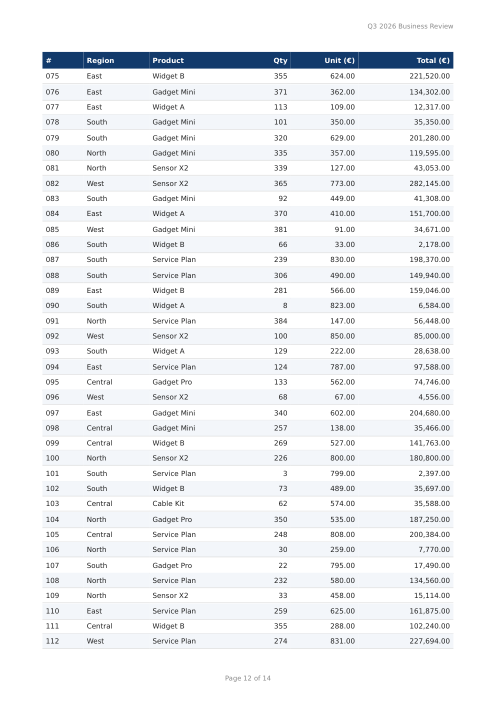 Q3 2026 Business Review
# Region Product Qty Unit (€) Total (€)
075 East Widget B 355 624.00 221,520.00
076 East Gadget Mini 371 362.00 134,302.00
077 East Widget A 113 109.00 12,317.00
078 South Gadget Mini 101 350.00 35,350.00
079 South Gadget Mini 320 629.00 201,280.00
080 North Gadget Mini 335 357.00 119,595.00
081 North Sensor X2 339 127.00 43,053.00
082 West Sensor X2 365 773.00 282,145.00
083 South Gadget Mini 92 449.00 41,308.00
084 East Widget A 370 410.00 151,700.00
085 West Gadget Mini 381 91.00 34,671.00
086 South Widget B 66 33.00 2,178.00
087 South Service Plan 239 830.00 198,370.00
088 South Service Plan 306 490.00 149,940.00
089 East Widget B 281 566.00 159,046.00
090 South Widget A 8 823.00 6,584.00
091 North Service Plan 384 147.00 56,448.00
092 West Sensor X2 100 850.00 85,000.00
093 South Widget A 129 222.00 28,638.00
094 East Service Plan 124 787.00 97,588.00
095 Central Gadget Pro 133 562.00 74,746.00
096 West Sensor X2 68 67.00 4,556.00
097 East Gadget Mini 340 602.00 204,680.00
098 Central Gadget Mini 257 138.00 35,466.00
099 Central Widget B 269 527.00 141,763.00
100 North Sensor X2 226 800.00 180,800.00
101 South Service Plan 3 799.00 2,397.00
102 South Widget B 73 489.00 35,697.00
103 Central Cable Kit 62 574.00 35,588.00
104 North Gadget Pro 350 535.00 187,250.00
105 Central Service Plan 248 808.00 200,384.00
106 North Service Plan 30 259.00 7,770.00
107 South Gadget Pro 22 795.00 17,490.00
108 North Service Plan 232 580.00 134,560.00
109 North Sensor X2 33 458.00 15,114.00
110 East Service Plan 259 625.00 161,875.00
111 Central Widget B 355 288.00 102,240.00
112 West Service Plan 274 831.00 227,694.00
Page 12 of 14